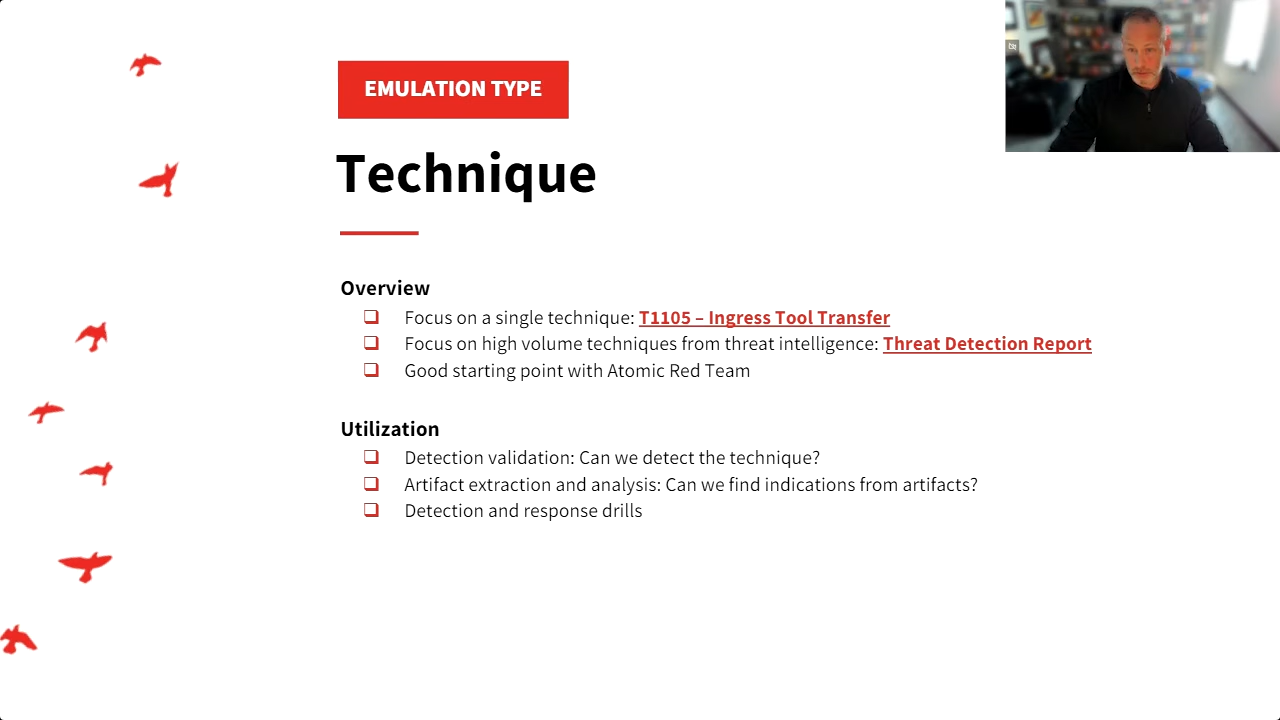 EMULATION TYPE
Technique
Overview
Focus on a single technique: T1105 – Ingress Tool Transfer
Focus on high volume techniques from threat intelligence: Threat Detection Report
Good starting point with Atomic Red Team
Utilization
Detection validation: Can we detect the technique?
Artifact extraction and analysis: Can we find indications from artifacts?
Detection and response drills